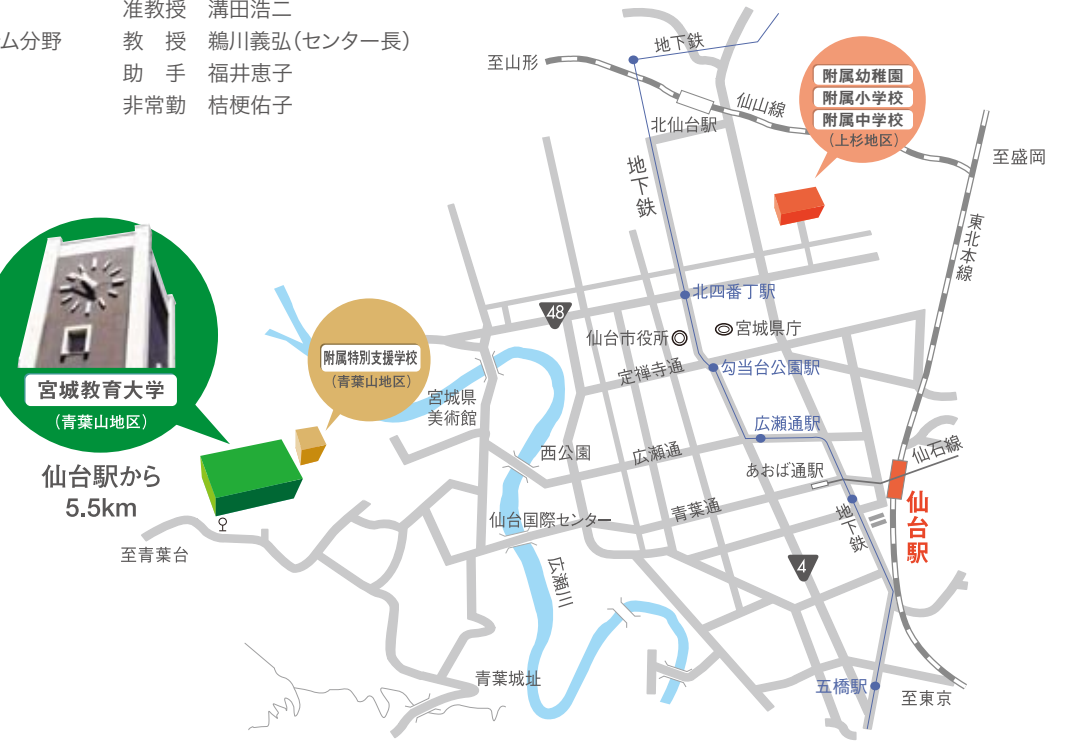 准教授　溝田浩二
ム分野　教　授　鵜川義弘(センター長)
助　手　福井恵子
非常勤　桔梗佑子
地下鉄
至山形
仙山線
北仙台駅
附属幼稚園
附属小学校
附属中学校
(上杉地区)
至盛岡
地下鉄
東北本線
北四番丁駅
48
仙台市役所
宮城県庁
附属特別支援学校
(青葉山地区)
定禅寺通
勾当台公園駅
宮城教育大学
(青葉山地区)
宮城県
美術館
広瀬通駅
西公園
広瀬通
仙石線
あおば通駅
仙台駅から
5.5km
青葉通
仙台国際センター
地下鉄
仙台駅
至青葉台
広瀬川
4
青葉城址
五橋駅
至東京